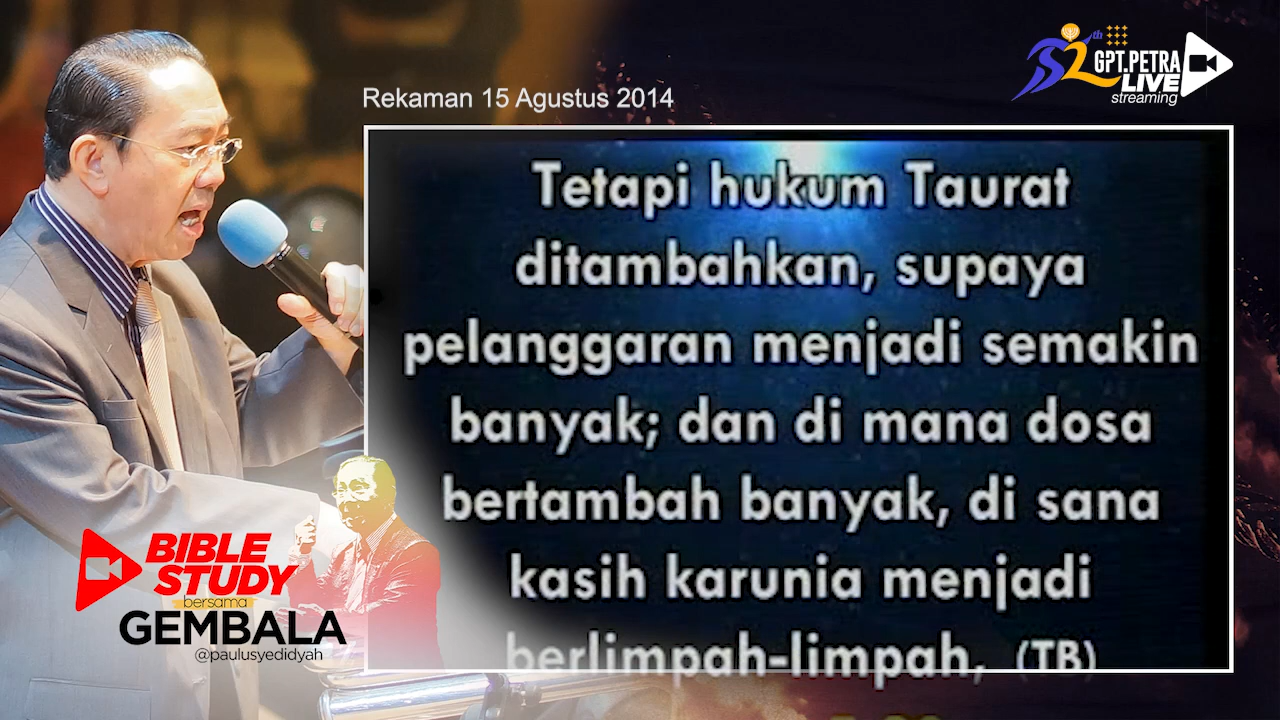 52th GPT.PETRA
LIVE
streaming
Rekaman 15 Agustus 2014
Tetapi hukum Taurat
ditambahkan, supaya
pelanggaran menjadi semakin
banyak; dan di mana dosa
bertambah banyak, di sana
kasih karunia menjadi
berlimpah-limpah, (TB)
BIBLE
STUDY
bersama
GEMBALA
@paulusyedidyah